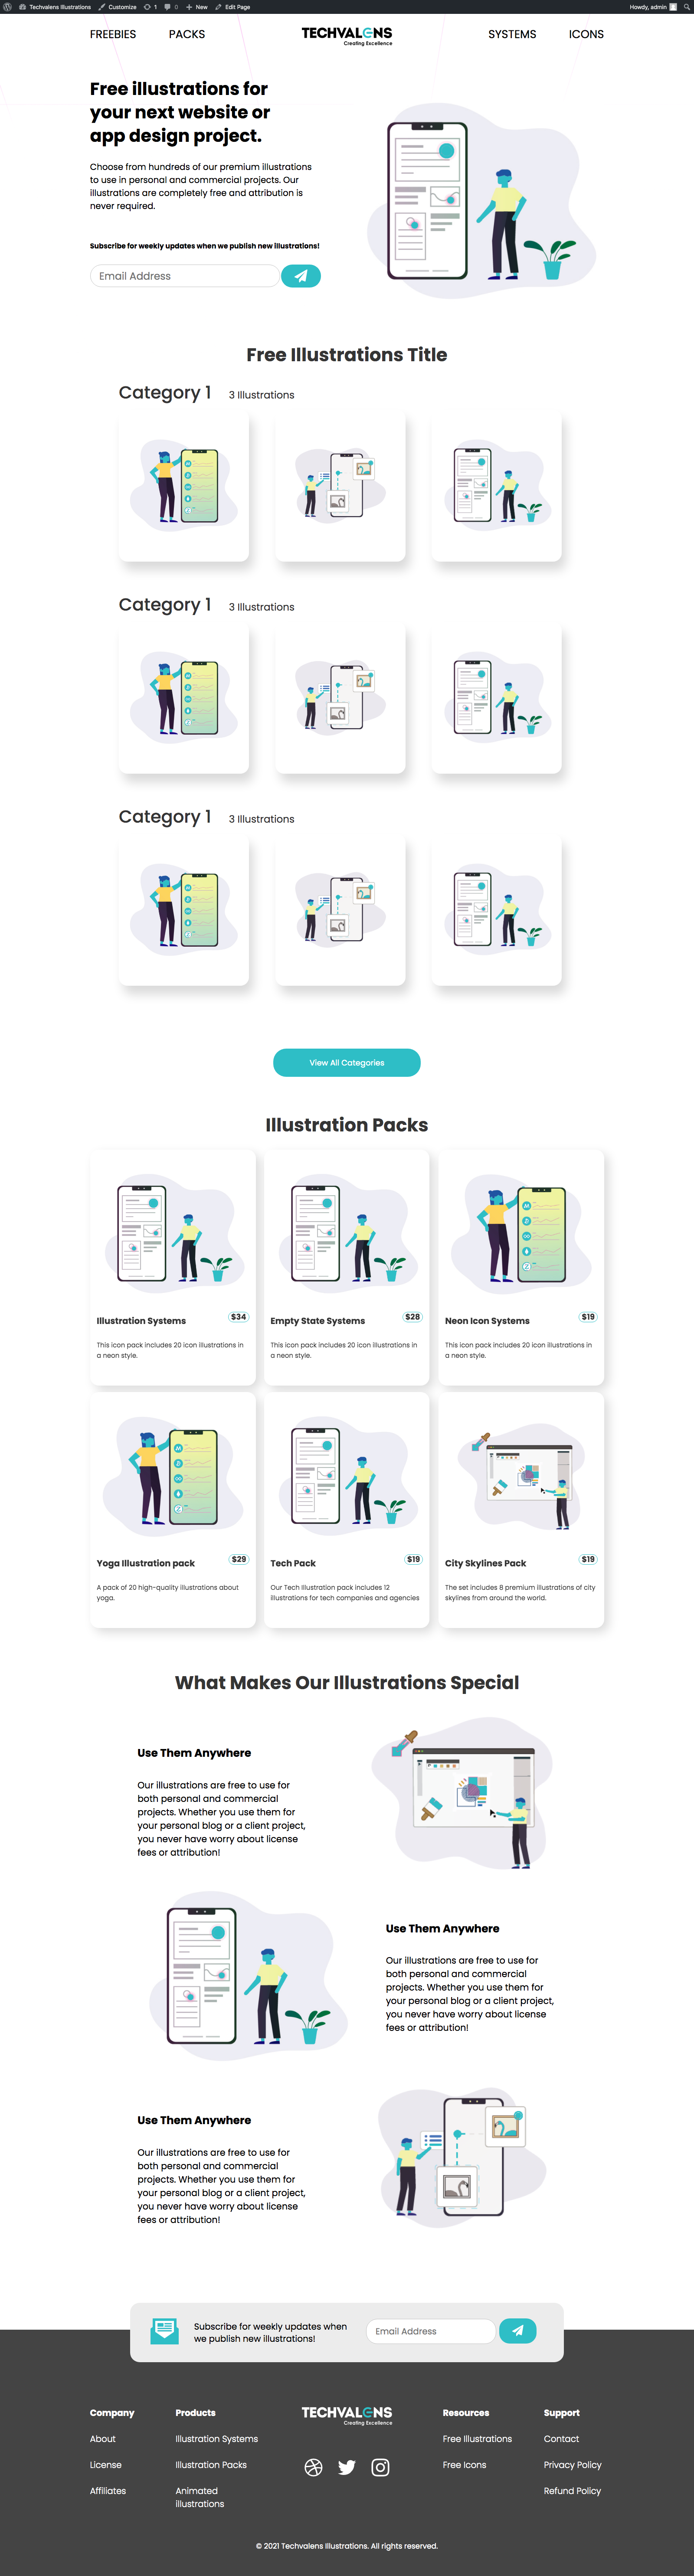 Techvalens Illustrations Customize 1 0 New Edit Page Howdy, admin
FREEBIES PACKS TECHVALENS SYSTEMS ICONS
Creating Excellence
Free illustrations for
your next website or
app design project.
Choose from hundreds of our premium illustrations
to use in personal and commercial projects. Our
illustrations are completely free and attribution is
never required.
Subscribe for weekly updates when we publish new illustrations!
Email Address
Free Illustrations Title
Category 1 3 Illustrations
Category 1 3 Illustrations
Category 1 3 Illustrations
View All Categories
Illustration Packs
Illustration Systems $34
This icon pack includes 20 icon illustrations in
a neon style.
Empty State Systems $28
This icon pack includes 20 icon illustrations in
a neon style.
Neon Icon Systems $19
This icon pack includes 20 icon illustrations in
a neon style.
Yoga Illustration pack $29
A pack of 20 high-quality illustrations about
yoga.
Tech Pack $19
Our Tech Illustration pack includes 12
illustrations for tech companies and agencies
City Skylines Pack $19
The set includes 8 premium illustrations of city
skylines from around the world.
What Makes Our Illustrations Special
Use Them Anywhere
Our illustrations are free to use for
both personal and commercial
projects. Whether you use them for
your personal blog or a client project,
you never have worry about license
fees or attribution!
Use Them Anywhere
Our illustrations are free to use for
both personal and commercial
projects. Whether you use them for
your personal blog or a client project,
you never have worry about license
fees or attribution!
Use Them Anywhere
Our illustrations are free to use for
both personal and commercial
projects. Whether you use them for
your personal blog or a client project,
you never have worry about license
fees or attribution!
Subscribe for weekly updates when
we publish new illustrations!
Email Address
Company
About
License
Affiliates
Products
Illustration Systems
Illustration Packs
Animated
illustrations
TECHVALENS
Creating Excellence
Resources
Free Illustrations
Free Icons
Support
Contact
Privacy Policy
Refund Policy
© 2021 Techvalens Illustrations. All rights reserved.